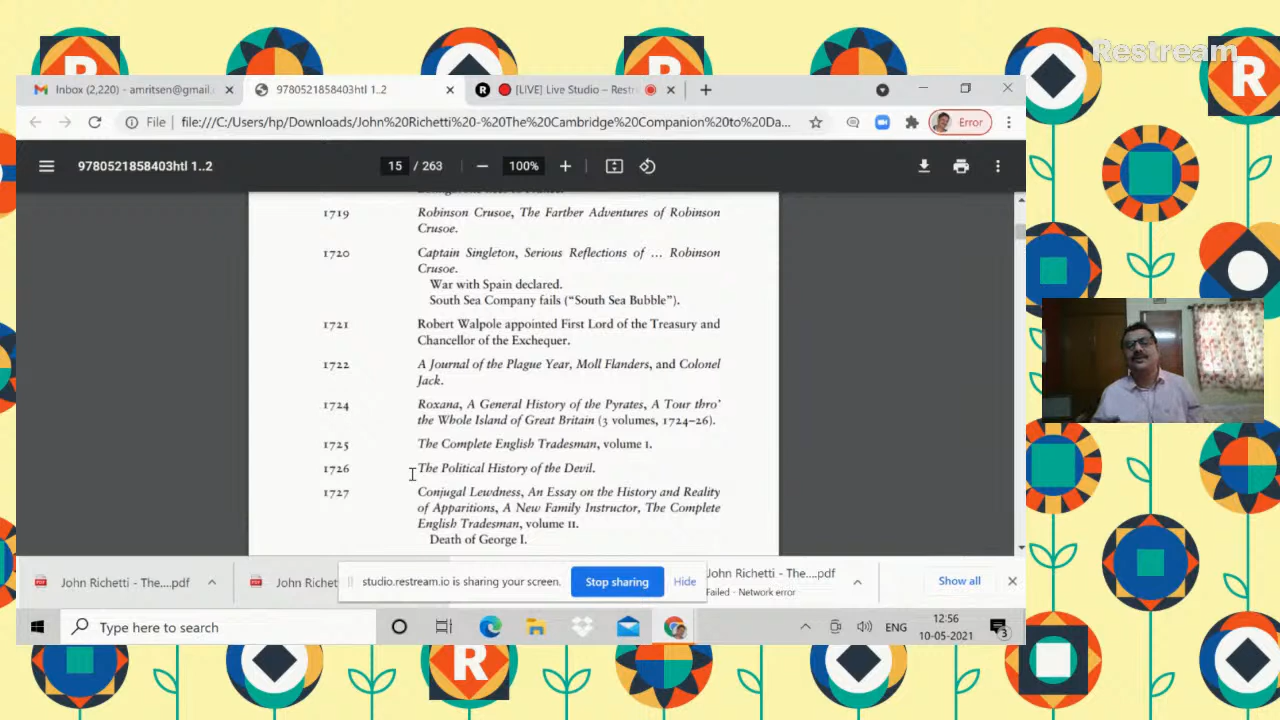 Restream
R
R
R
R
Inbox (2,220) - amritsen@gmail.
9780521858403htl 1..2
R
[LIVE] Live Studio – Restr
File
file:///C:/Users/hp/Downloads/John%20Richetti%20-%20The%20Cambridge%20Companion%20to%20Da...
Error
9780521858403htl 1..2
15 / 263
100%
1719 Robinson Crusoe, The Farther Adventures of Robinson
Crusoe.
1720 Captain Singleton, Serious Reflections of ... Robinson
Crusoe.
War with Spain declared.
South Sea Company fails ("South Sea Bubble").
1721 Robert Walpole appointed First Lord of the Treasury and
Chancellor of the Exchequer.
1722 A Journal of the Plague Year, Moll Flanders, and Colonel
Jack.
1724 Roxana, A General History of the Pyrates, A Tour thro'
the Whole Island of Great Britain (3 volumes, 1724–26).
1725 The Complete English Tradesman, volume I.
1726 The Political History of the Devil.
1727 Conjugal Lewdness, An Essay on the History and Reality
of Apparitions, A New Family Instructor, The Complete
English Tradesman, volume II.
Death of George I.
John Richetti - The....pdf
John Richet
studio.restream.io is sharing your screen.
Stop sharing
Hide
John Richetti - The....pdf
Failed - Network error
Show all
Type here to search
ENG
12:56
10-05-2021
3